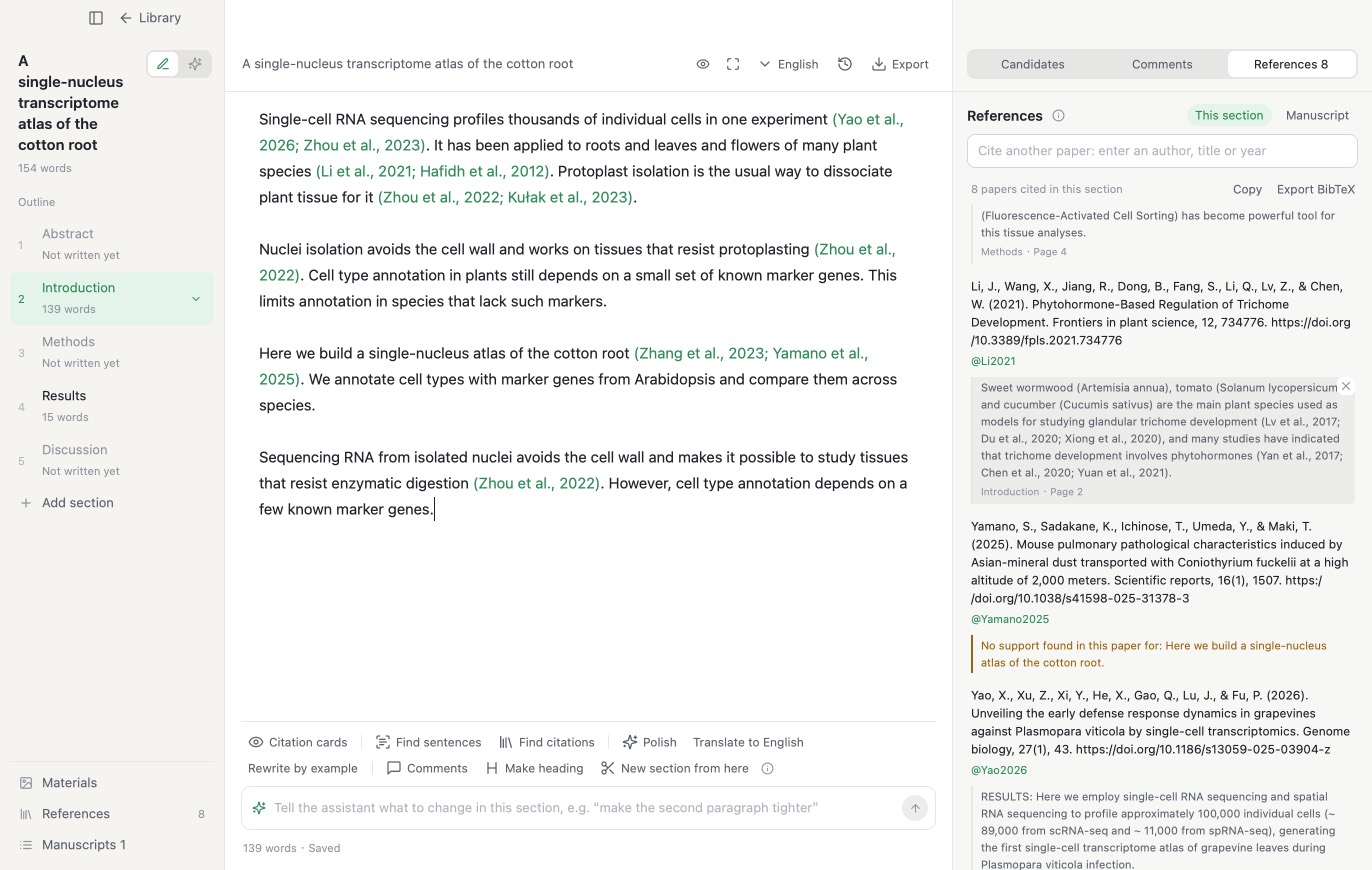 Library
A
single-nucleus
transcriptome
atlas of the
cotton root
154 words
Outline
1 Abstract
Not written yet
2 Introduction
139 words
3 Methods
Not written yet
4 Results
15 words
5 Discussion
Not written yet
Add section
Materials
References 8
Manuscripts 1
A single-nucleus transcriptome atlas of the cotton root
English
Export
Single-cell RNA sequencing profiles thousands of individual cells in one experiment (Yao et al.,
2026; Zhou et al., 2023). It has been applied to roots and leaves and flowers of many plant
species (Li et al., 2021; Hafidh et al., 2012). Protoplast isolation is the usual way to dissociate
plant tissue for it (Zhou et al., 2022; Kułak et al., 2023).
Nuclei isolation avoids the cell wall and works on tissues that resist protoplasting (Zhou et al.,
2022). Cell type annotation in plants still depends on a small set of known marker genes. This
limits annotation in species that lack such markers.
Here we build a single-nucleus atlas of the cotton root (Zhang et al., 2023; Yamano et al.,
2025). We annotate cell types with marker genes from Arabidopsis and compare them across
species.
Sequencing RNA from isolated nuclei avoids the cell wall and makes it possible to study tissues
that resist enzymatic digestion (Zhou et al., 2022). However, cell type annotation depends on a
few known marker genes.
Citation cards
Find sentences
Find citations
Polish
Translate to English
Rewrite by example
Comments
Make heading
New section from here
Tell the assistant what to change in this section, e.g. “make the second paragraph tighter”
139 words · Saved
Candidates
Comments
References 8
References
This section
Manuscript
Cite another paper: enter an author, title or year
8 papers cited in this section
Copy
Export BibTeX
(Fluorescence-Activated Cell Sorting) has become powerful tool for
this tissue analyses.
Methods · Page 4
Li, J., Wang, X., Jiang, R., Dong, B., Fang, S., Li, Q., Lv, Z., & Chen,
W. (2021). Phytohormone-Based Regulation of Trichome
Development. Frontiers in plant science, 12, 734776. https://doi.org
/10.3389/fpls.2021.734776
@Li2021
Sweet wormwood (Artemisia annua), tomato (Solanum lycopersicum
and cucumber (Cucumis sativus) are the main plant species used as
models for studying glandular trichome development (Lv et al., 2017;
Du et al., 2020; Xiong et al., 2020), and many studies have indicated
that trichome development involves phytohormones (Yan et al., 2017;
Chen et al., 2020; Yuan et al., 2021).
Introduction · Page 2
Yamano, S., Sadakane, K., Ichinose, T., Umeda, Y., & Maki, T.
(2025). Mouse pulmonary pathological characteristics induced by
Asian-mineral dust transported with Coniothyrium fuckelii at a high
altitude of 2,000 meters. Scientific reports, 16(1), 1507. https:/
/doi.org/10.1038/s41598-025-31378-3
@Yamano2025
No support found in this paper for: Here we build a single-nucleus
atlas of the cotton root.
Yao, X., Xu, Z., Xi, Y., He, X., Gao, Q., Lu, J., & Fu, P. (2026).
Unveiling the early defense response dynamics in grapevines
against Plasmopara viticola by single-cell transcriptomics. Genome
biology, 27(1), 43. https://doi.org/10.1186/s13059-025-03904-z
@Yao2026
RESULTS: Here we employ single-cell RNA sequencing and spatial
RNA sequencing to profile approximately 100,000 individual cells (~
89,000 from scRNA-seq and ~ 11,000 from spRNA-seq), generating
the first single-cell transcriptome atlas of grapevine leaves during
Plasmopara viticola infection.